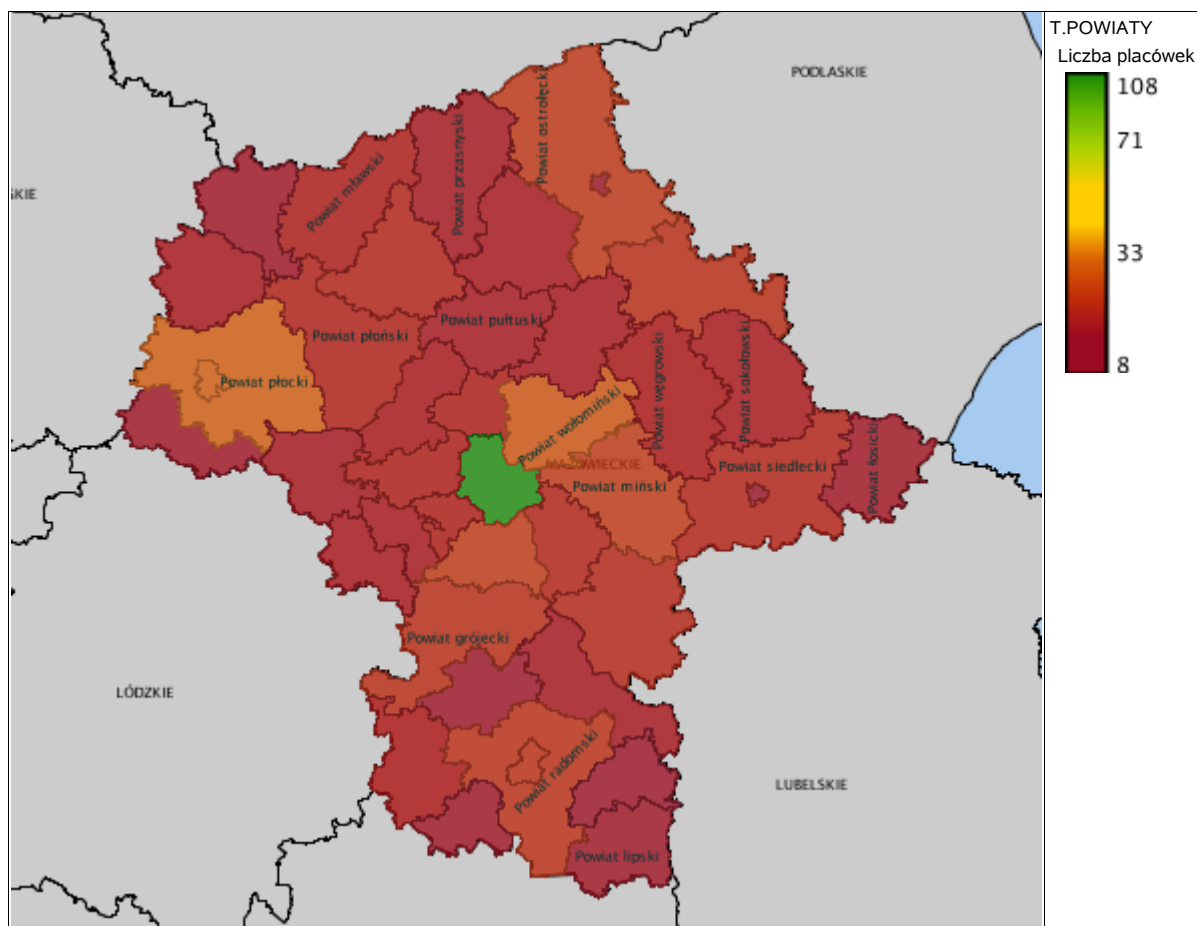 T.POWIATY
Liczba placówek
108
71
33
8
PODLASKIE
SKIE
Powiat ostrołęcki
Powiat przasnyski
Powiat mławski
Powiat płoński
Powiat pułtuski
Powiat płocki
Powiat węgrowski
Powiat sokołowski
Powiat wołomiński
MAZOWIECKIE
Powiat miński
Powiat siedlecki
Powiat łosicki
Powiat grójecki
LÓDZKIE
Powiat radomski
LUBELSKIE
Powiat lipski